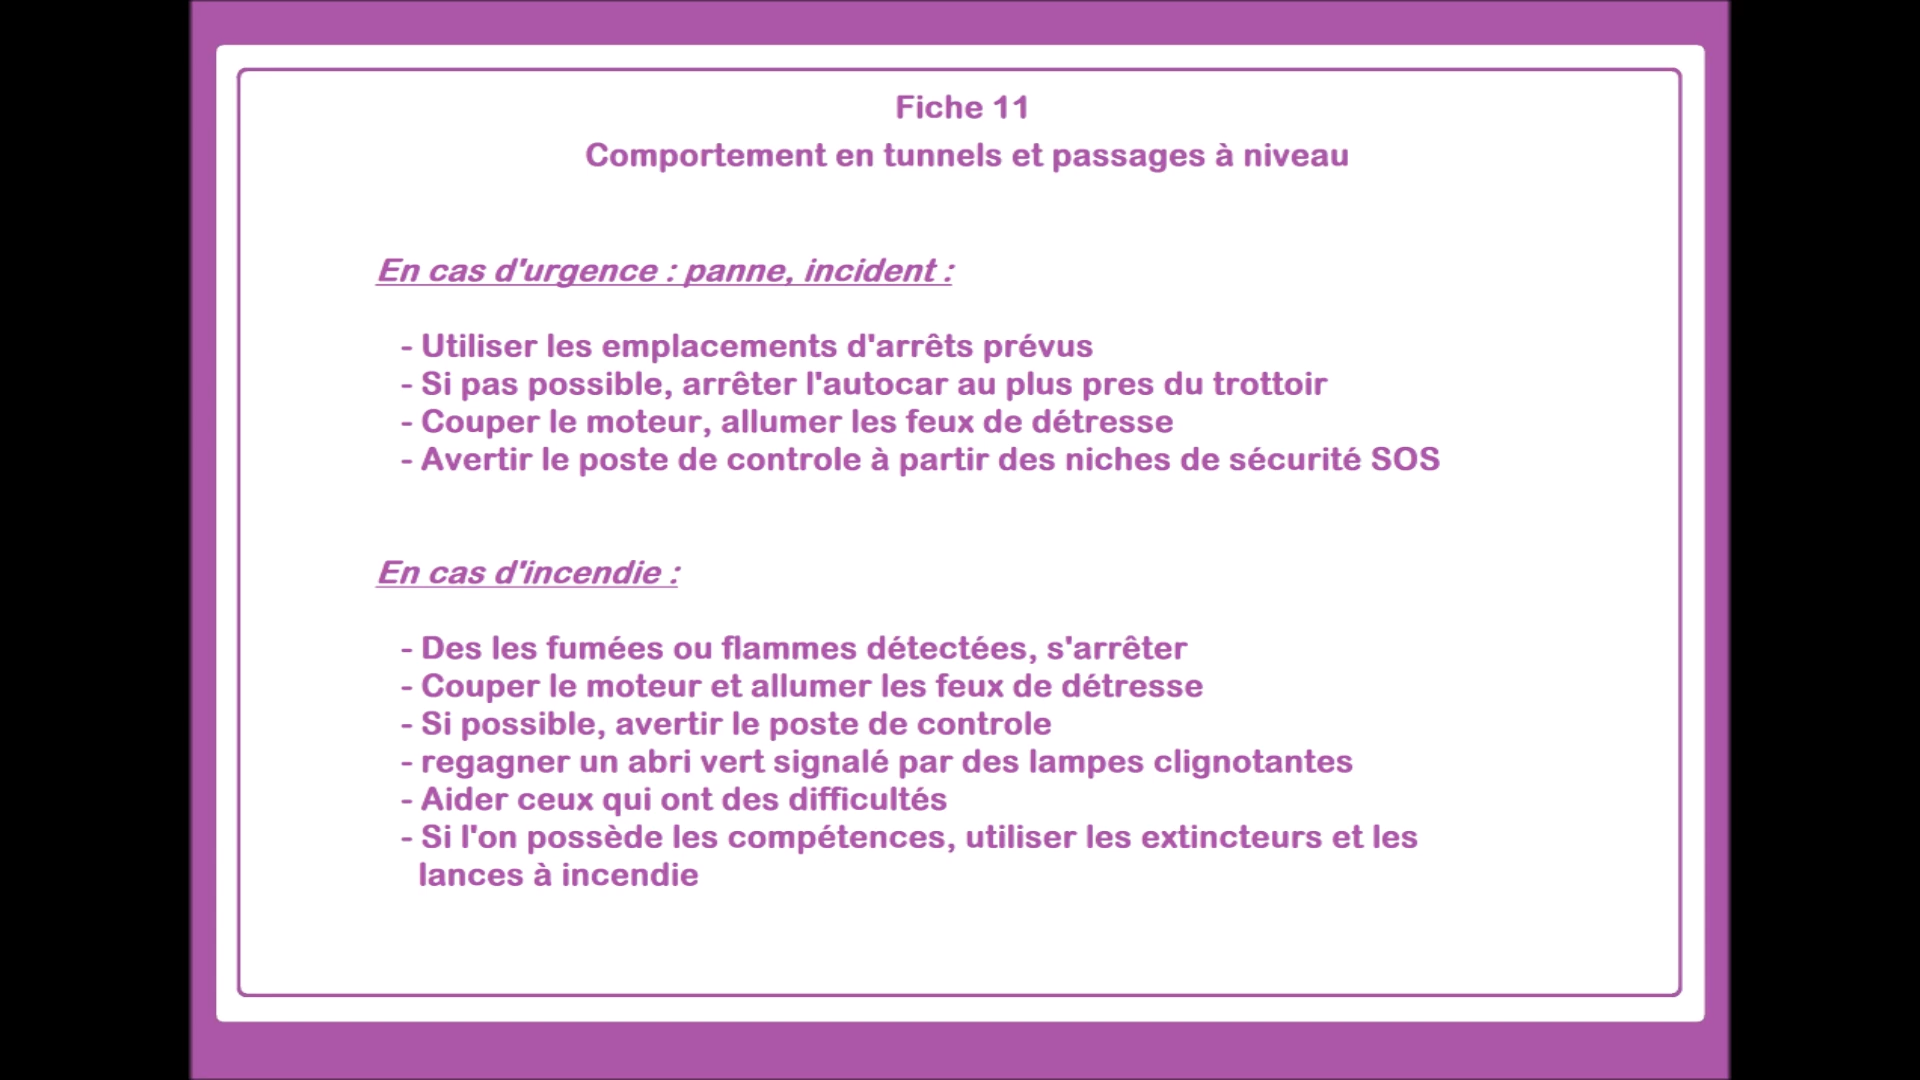 Fiche 11
Comportement en tunnels et passages à niveau
En cas d'urgence : panne, incident :
- Utiliser les emplacements d'arrêts prévus
- Si pas possible, arrêter l'autocar au plus pres du trottoir
- Couper le moteur, allumer les feux de détresse
- Avertir le poste de controle à partir des niches de sécurité SOS
En cas d'incendie :
- Des les fumées ou flammes détectées, s'arrêter
- Couper le moteur et allumer les feux de détresse
- Si possible, avertir le poste de controle
- regagner un abri vert signalé par des lampes clignotantes
- Aider ceux qui ont des difficultés
- Si l'on possède les compétences, utiliser les extincteurs et les
lances à incendie